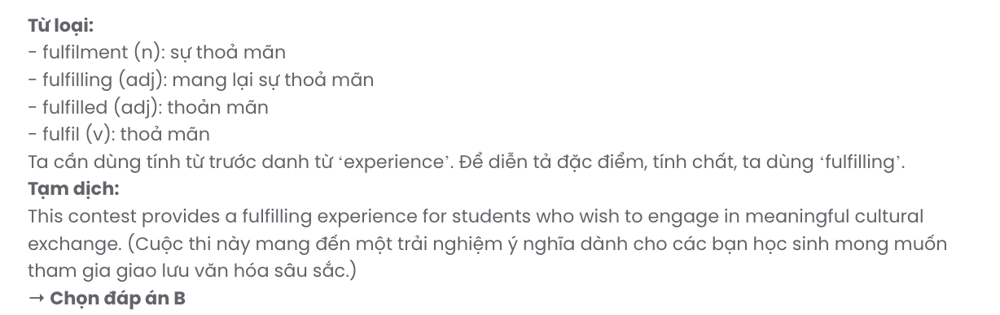 Từ loại:
- fulfilment (n): sự thoả mãn
- fulfilling (adj): mang lại sự thoả mãn
- fulfilled (adj): thoản mãn
- fulfil (v): thoả mãn
Ta cần dùng tính từ trước danh từ ‘experience’. Để diễn tả đặc điểm, tính chất, ta dùng ‘fulfilling’.
Tạm dịch:
This contest provides a fulfilling experience for students who wish to engage in meaningful cultural
exchange. (Cuộc thi này mang đến một trải nghiệm ý nghĩa dành cho các bạn học sinh mong muốn
tham gia giao lưu văn hóa sâu sắc.)
→ Chọn đáp án B